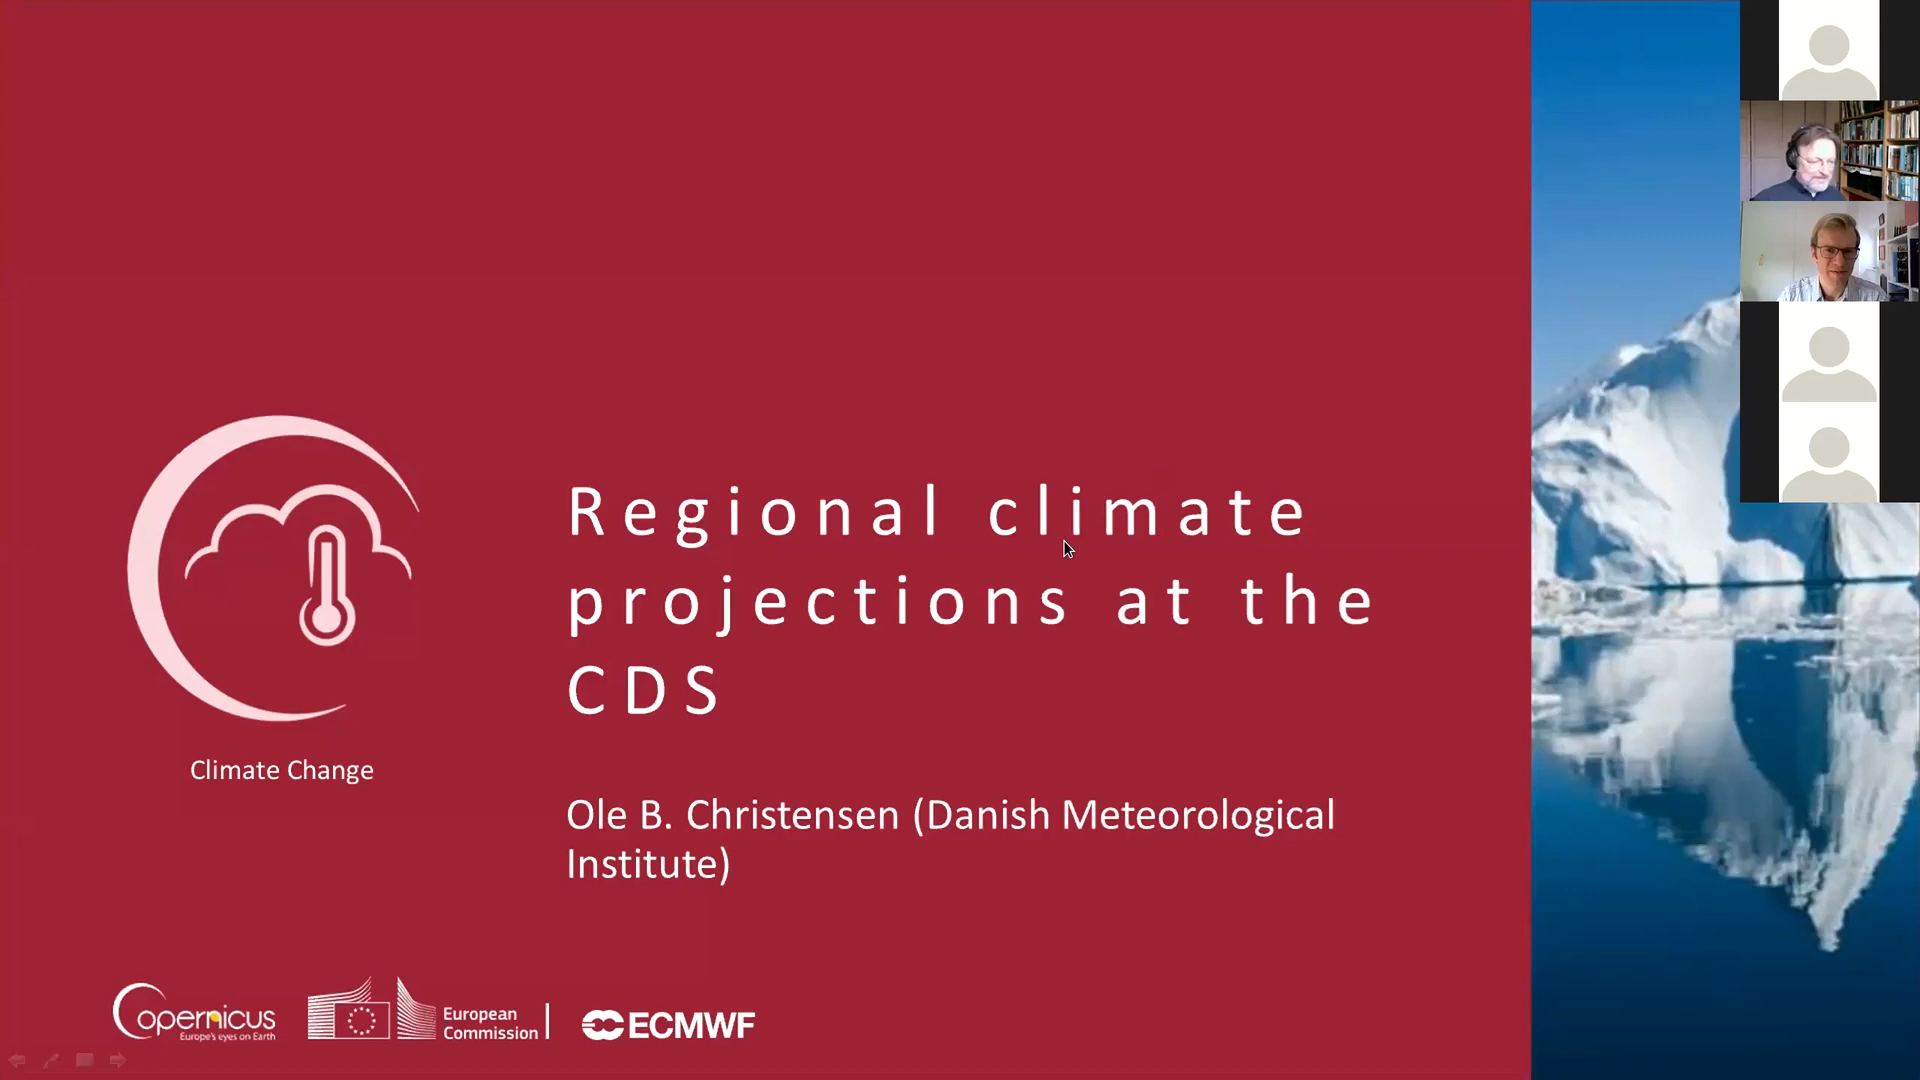 Regional climate
projections at the
CDS
Climate Change
Ole B. Christensen (Danish Meteorological
Institute)
opernicus
Europe's eyes on Earth
European
Commission
ECMWF